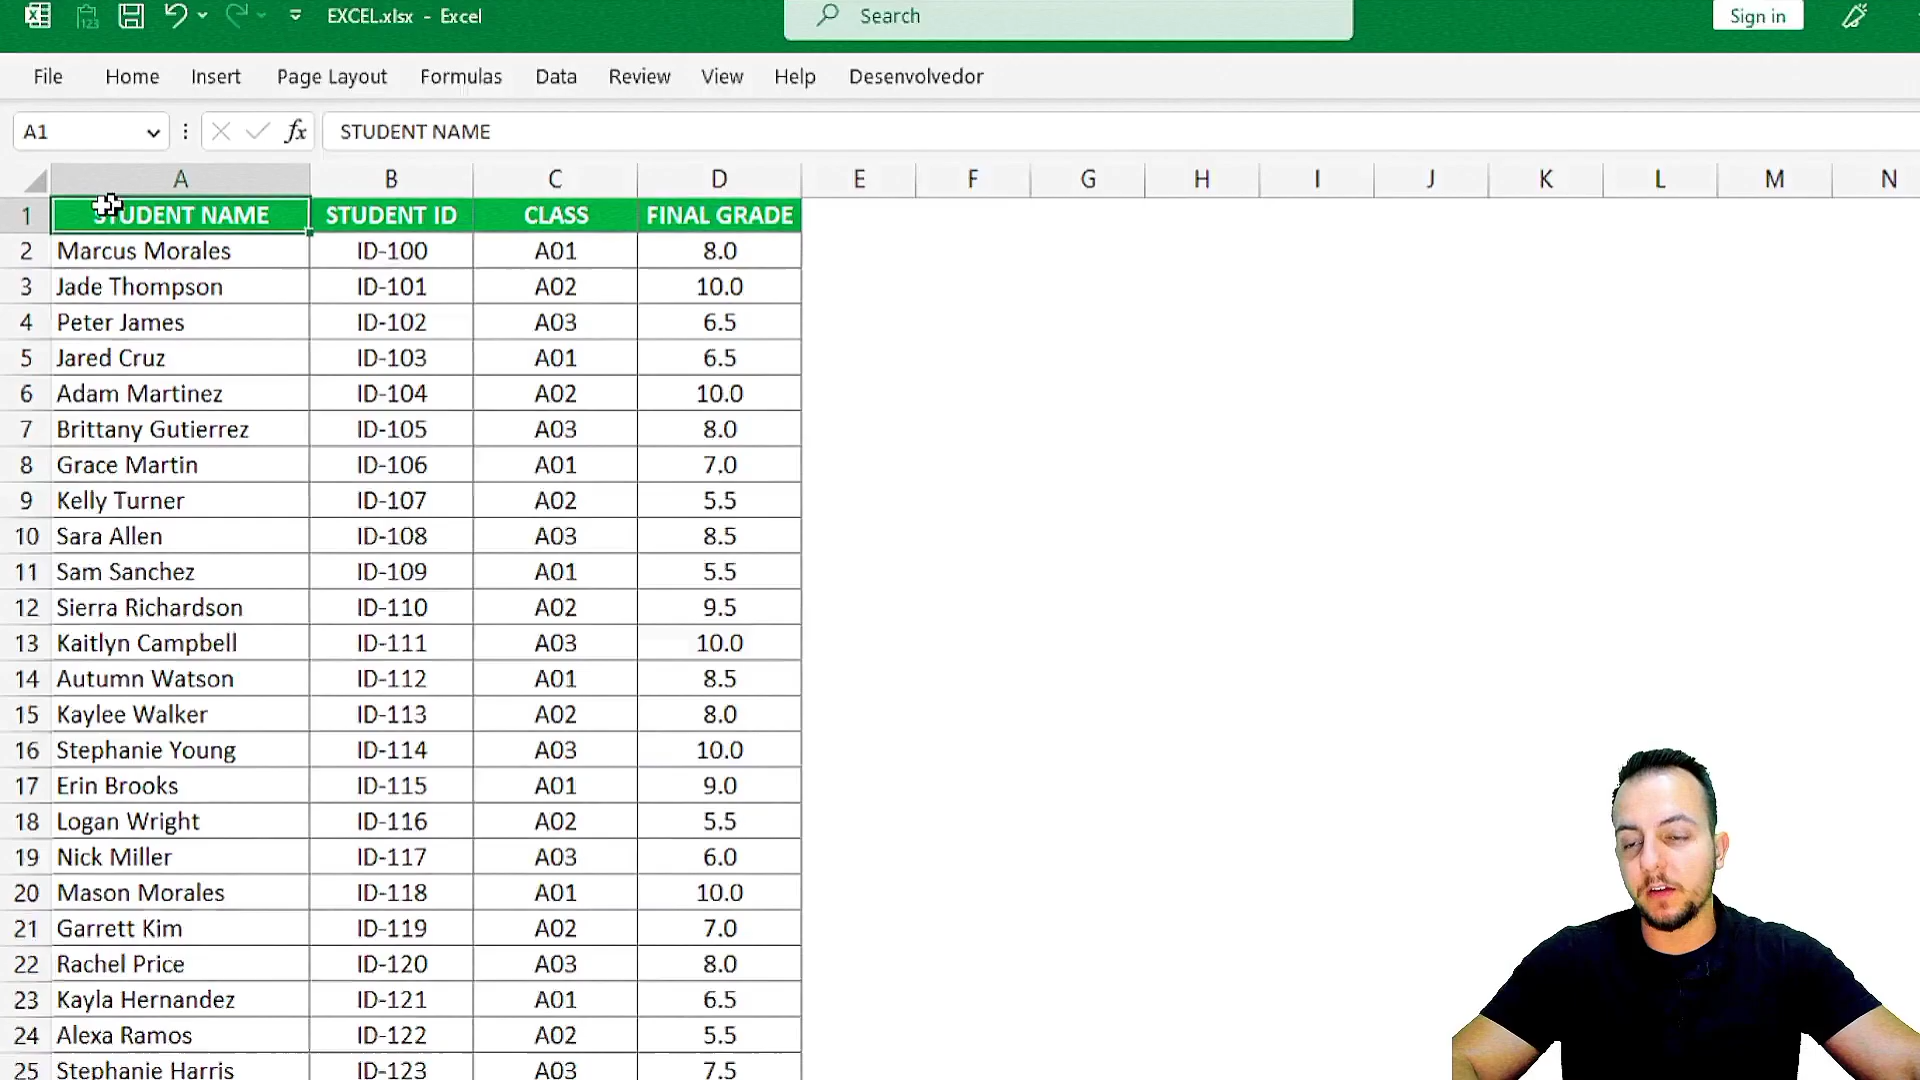 EXCEL.xlsx - Excel
Search
Sign in
File Home Insert Page Layout Formulas Data Review View Help Desenvolvedor
A1 fx STUDENT NAME
A B C D E F G H I J K L M N
1 STUDENT NAME STUDENT ID CLASS FINAL GRADE
2 Marcus Morales ID-100 A01 8.0
3 Jade Thompson ID-101 A02 10.0
4 Peter James ID-102 A03 6.5
5 Jared Cruz ID-103 A01 6.5
6 Adam Martinez ID-104 A02 10.0
7 Brittany Gutierrez ID-105 A03 8.0
8 Grace Martin ID-106 A01 7.0
9 Kelly Turner ID-107 A02 5.5
10 Sara Allen ID-108 A03 8.5
11 Sam Sanchez ID-109 A01 5.5
12 Sierra Richardson ID-110 A02 9.5
13 Kaitlyn Campbell ID-111 A03 10.0
14 Autumn Watson ID-112 A01 8.5
15 Kaylee Walker ID-113 A02 8.0
16 Stephanie Young ID-114 A03 10.0
17 Erin Brooks ID-115 A01 9.0
18 Logan Wright ID-116 A02 5.5
19 Nick Miller ID-117 A03 6.0
20 Mason Morales ID-118 A01 10.0
21 Garrett Kim ID-119 A02 7.0
22 Rachel Price ID-120 A03 8.0
23 Kayla Hernandez ID-121 A01 6.5
24 Alexa Ramos ID-122 A02 5.5
25 Stephanie Harris ID-123 A03 7.5